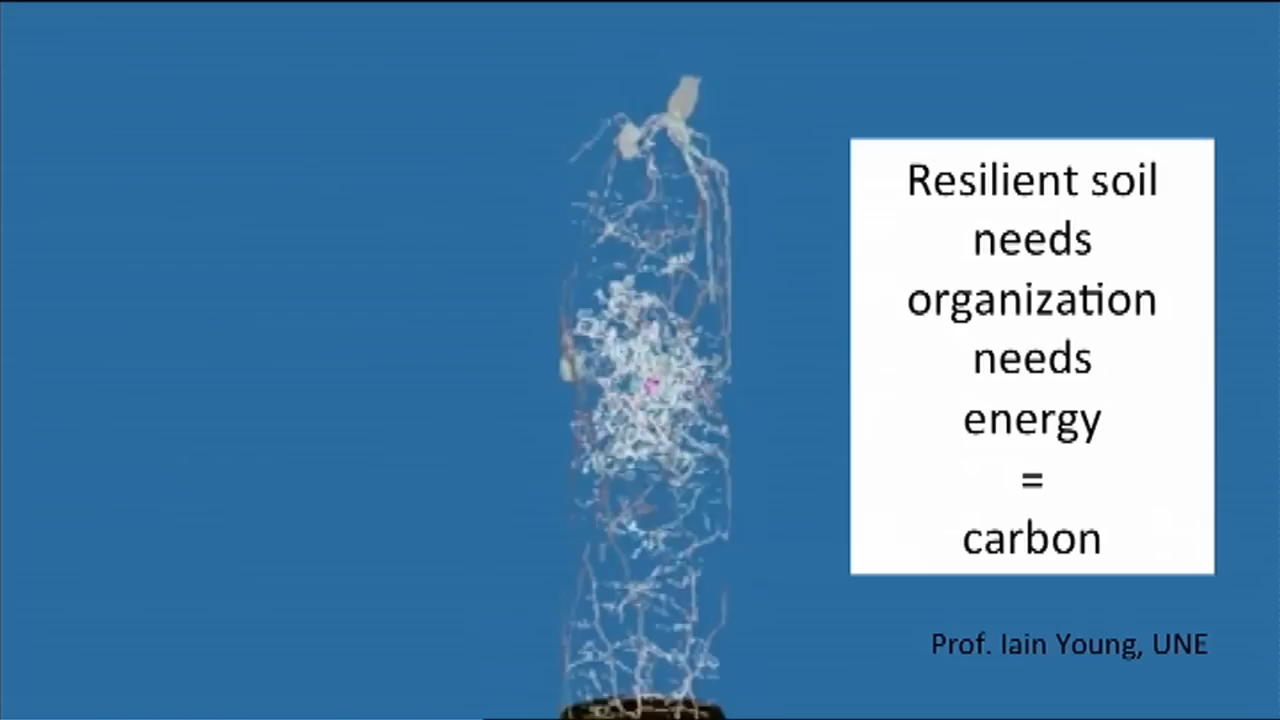 Resilient soil
needs
organization
needs
energy
=
carbon
Prof. Iain Young, UNE